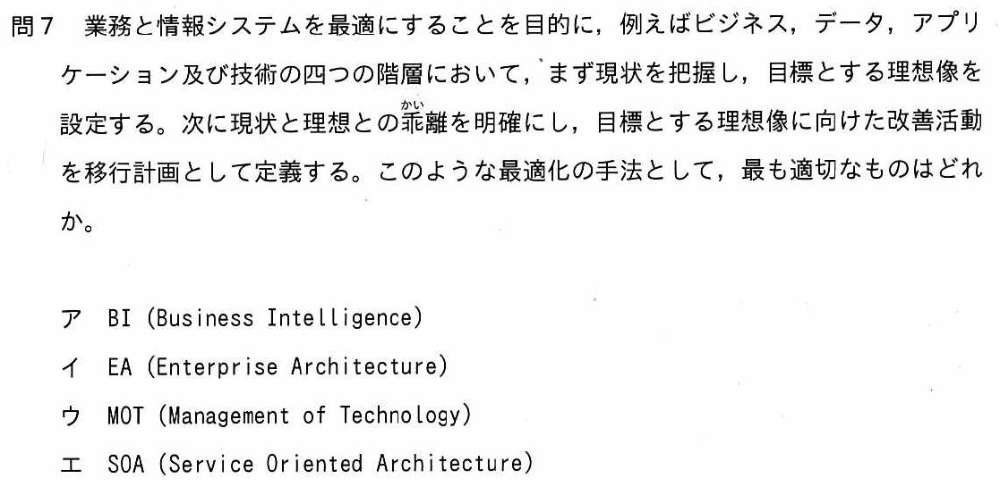 問7 業務と情報システムを最適にすることを目的に,例えばビジネス,データ,アプリ
ケーション及び技術の四つの階層において,まず現状を把握し,目標とする理想像を
設定する。次に現状と理想との乖離を明確にし,目標とする理想像に向けた改善活動
かい
を移行計画として定義する。このような最適化の手法として,最も適切なものはどれ
か。
ア BI (Business Intelligence)
イ EA (Enterprise Architecture)
ウ MOT (Management of Technology)
エ SOA (Service Oriented Architecture)